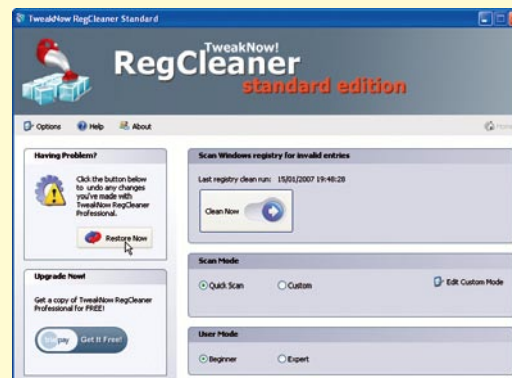 TweakNow RegCleaner Standard
TweakNow!
RegCleaner
standard edition
Options Help About Home
Having Problem?
Click the button below
to undo any changes
you've made with
TweakNow RegCleaner
Professional.
Restore Now
Upgrade Now!
Get a copy of TweakNow RegCleaner
Professional for FREE!
pay Get It Free!
Scan Windows registry for invalid entries
Last registry clean run: 15/01/2007 19:48:28
Clean Now
Scan Mode
Quick Scan Custom Edit Custom Mode
User Mode
Beginner Expert